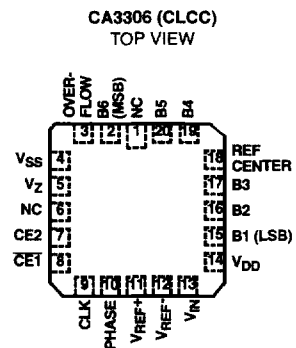 CA3306 (CLCC)
TOP VIEW
OVER-
FLOW
B6
(MSB)
NC
B5
B4
3
2
1
20
19
VSS 4
VZ 5
NC 6
CE2 7
CE1 8
18 REF
CENTER
17 B3
16 B2
15 B1 (LSB)
14 VDD
9
10
11
12
13
CLK
PHASE
VREF+
VREF-
VIN